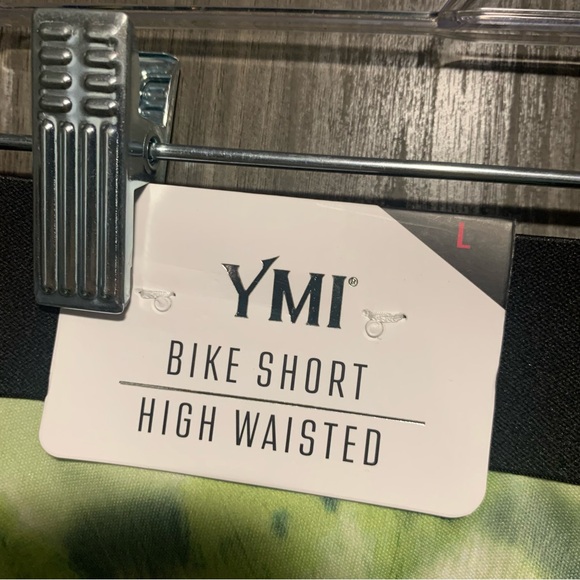 L
YMI®
BIKE SHORT
HIGH WAISTED